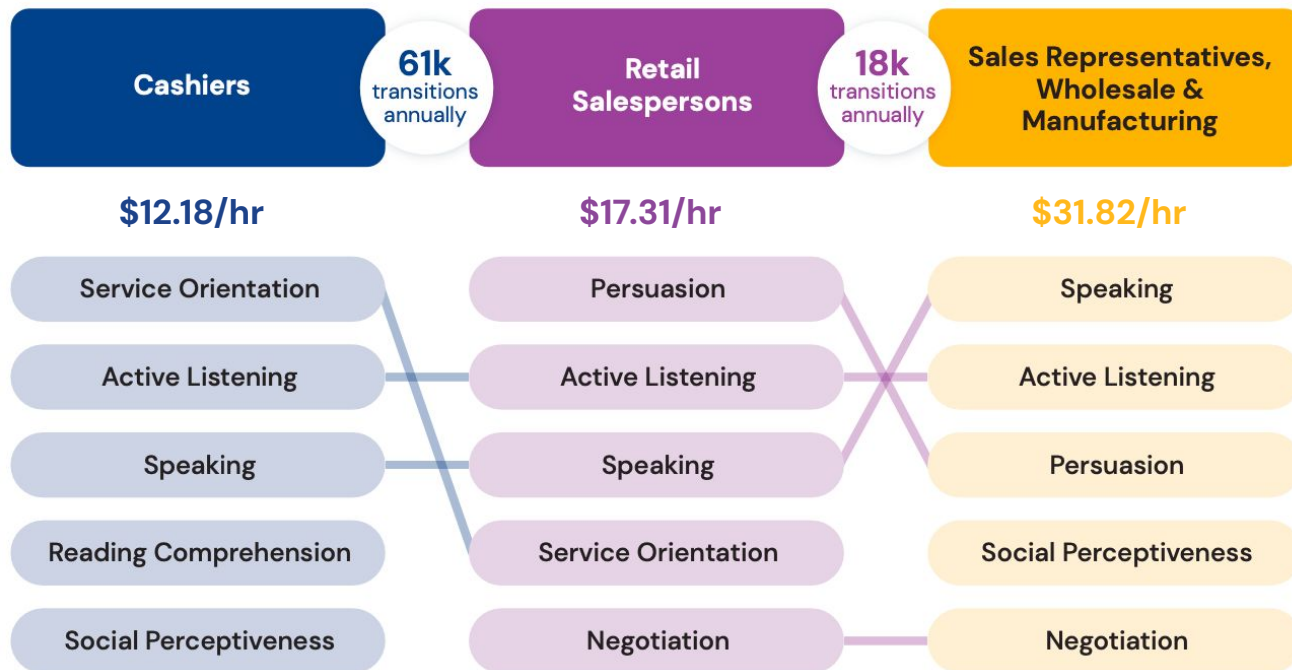 Cashiers
61k
transitions
annually
Retail
Salespersons
18k
transitions
annually
Sales Representatives,
Wholesale &
Manufacturing
$12.18/hr
$17.31/hr
$31.82/hr
Service Orientation
Persuasion
Speaking
Active Listening
Active Listening
Active Listening
Speaking
Speaking
Persuasion
Reading Comprehension
Service Orientation
Social Perceptiveness
Social Perceptiveness
Negotiation
Negotiation